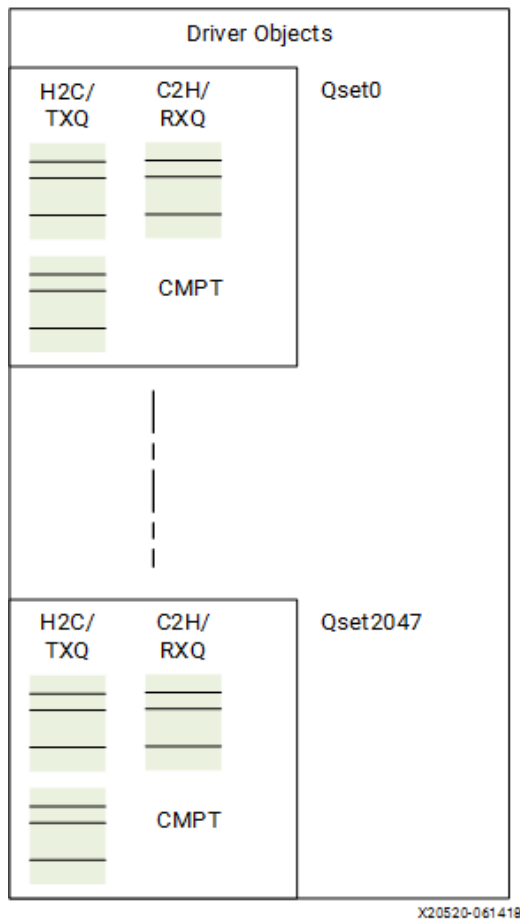 Driver Objects
H2C/
TXQ
C2H/
RXQ
Qset0
CMPT
H2C/
TXQ
C2H/
RXQ
Qset2047
CMPT
X20520-061418